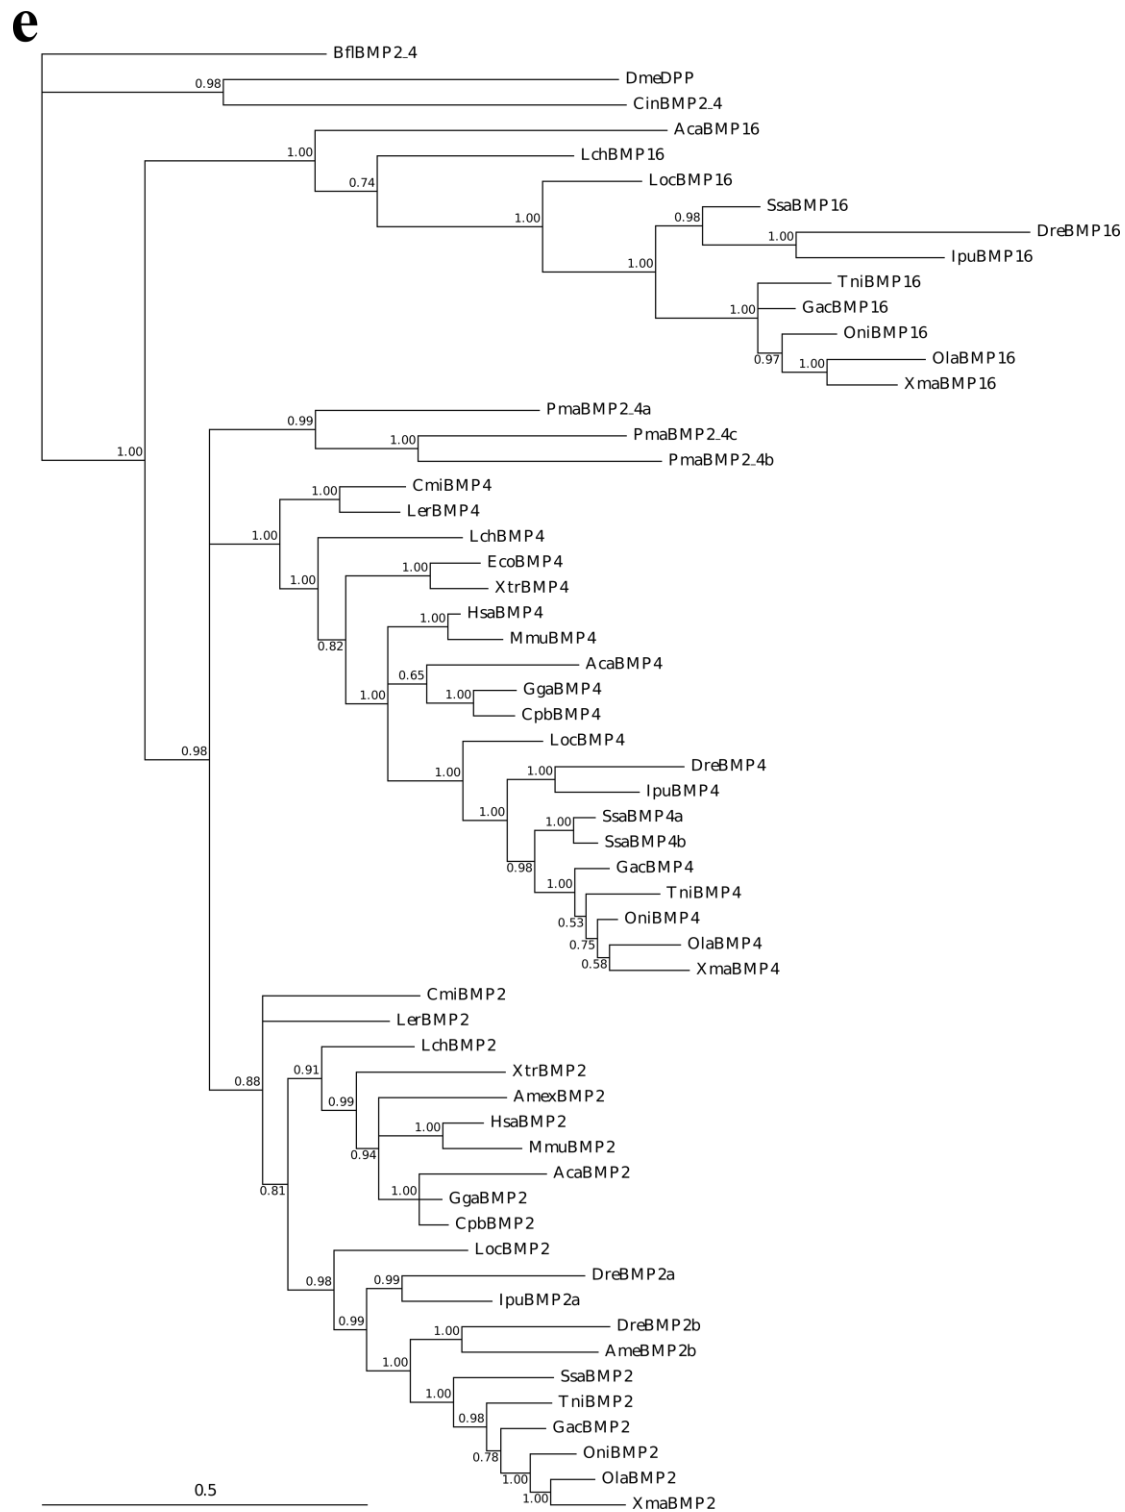 e
BflBMP2_4
DmeDPP
0.98
CinBMP2_4
AcaBMP16
1.00
LchBMP16
0.74
LocBMP16
SsaBMP16
0.98
1.00
DreBMP16
1.00
IpuBMP16
1.00
TniBMP16
1.00
GacBMP16
OniBMP16
0.97
OlaBMP16
1.00
XmaBMP16
PmaBMP2_4a
0.99
PmaBMP2_4c
1.00
1.00
PmaBMP2_4b
CmiBMP4
1.00
LerBMP4
1.00
LchBMP4
EcoBMP4
1.00
1.00
XtrBMP4
HsaBMP4
1.00
MmuBMP4
0.82
AcaBMP4
0.65
GgaBMP4
1.00
1.00
CpbBMP4
LocBMP4
0.98
DreBMP4
1.00
1.00
IpuBMP4
1.00
SsaBMP4a
1.00
SsaBMP4b
0.98
GacBMP4
1.00
TniBMP4
OniBMP4
0.53
OlaBMP4
0.75
0.58
XmaBMP4
CmiBMP2
LerBMP2
LchBMP2
XtrBMP2
0.91
0.88
AmexBMP2
0.99
HsaBMP2
1.00
MmuBMP2
0.94
AcaBMP2
0.81
1.00
GgaBMP2
CpbBMP2
LocBMP2
DreBMP2a
0.98
0.99
IpuBMP2a
0.99
DreBMP2b
1.00
AmeBMP2b
1.00
SsaBMP2
1.00
TniBMP2
0.98
GacBMP2
OniBMP2
0.78
OlaBMP2
1.00
0.5
1.00
XmaBMP2